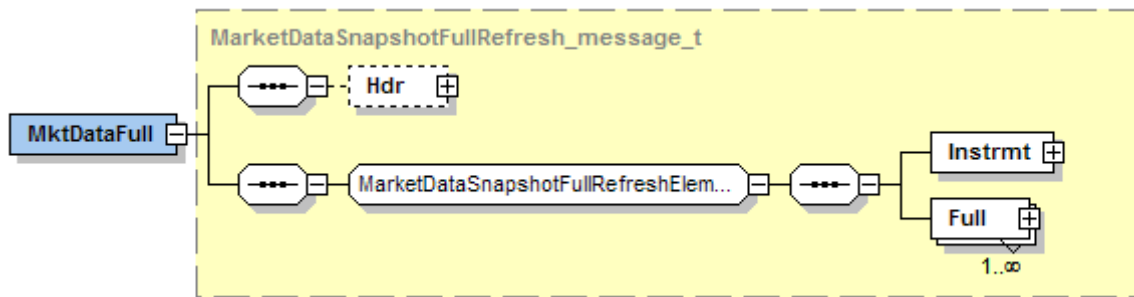 MarketDataSnapshotFullRefresh_message_t
Hdr
MktDataFull
MarketDataSnapshotFullRefreshElem...
Instrmt
Full
1..∞